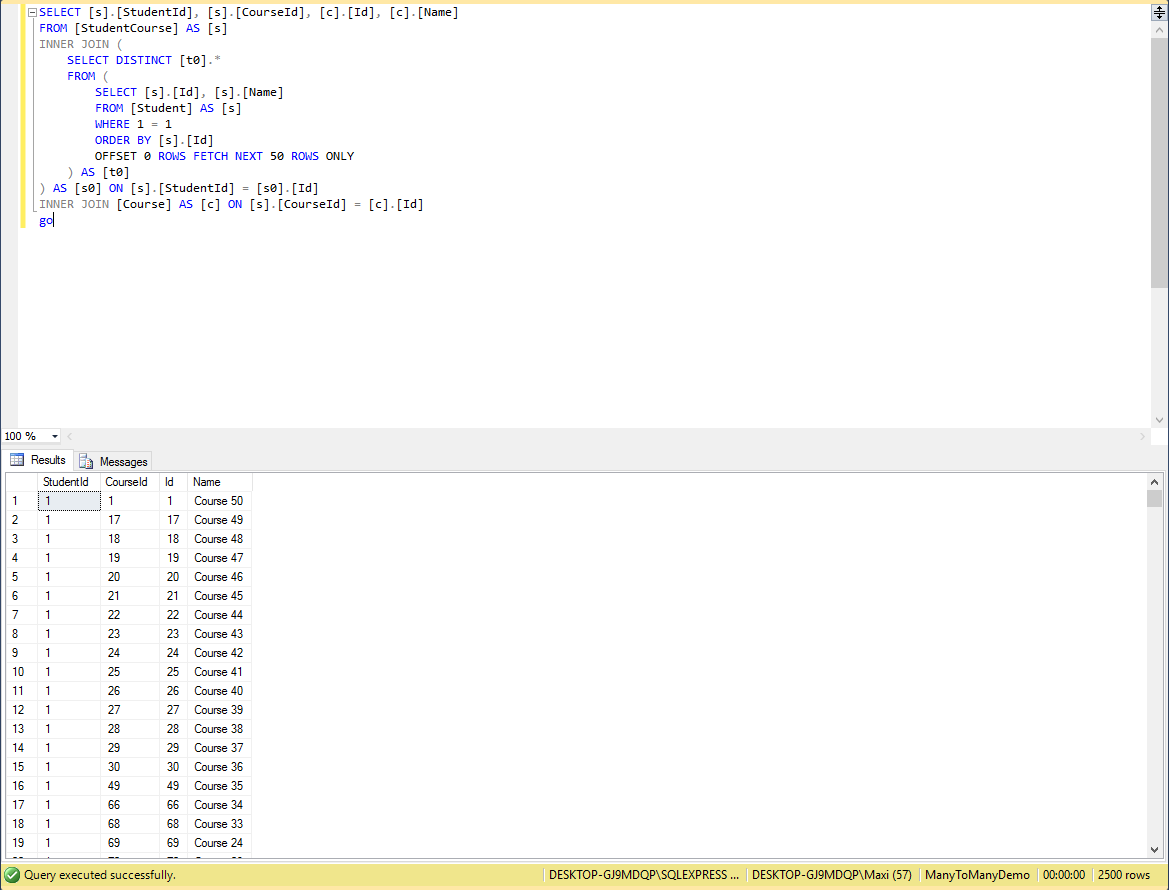 SELECT [s].[StudentId], [s].[CourseId], [c].[Id], [c].[Name]
FROM [StudentCourse] AS [s]
INNER JOIN (
    SELECT DISTINCT [t0].*
    FROM (
        SELECT [s].[Id], [s].[Name]
        FROM [Student] AS [s]
        WHERE 1 = 1
        ORDER BY [s].[Id]
        OFFSET 0 ROWS FETCH NEXT 50 ROWS ONLY
    ) AS [t0]
) AS [s0] ON [s].[StudentId] = [s0].[Id]
INNER JOIN [Course] AS [c] ON [s].[CourseId] = [c].[Id]
go
100 %
Results Messages
StudentId CourseId Id Name
1 1 1 1 Course 50
2 1 17 17 Course 49
3 1 18 18 Course 48
4 1 19 19 Course 47
5 1 20 20 Course 46
6 1 21 21 Course 45
7 1 22 22 Course 44
8 1 23 23 Course 43
9 1 24 24 Course 42
10 1 25 25 Course 41
11 1 26 26 Course 40
12 1 27 27 Course 39
13 1 28 28 Course 38
14 1 29 29 Course 37
15 1 30 30 Course 36
16 1 49 49 Course 35
17 1 66 66 Course 34
18 1 68 68 Course 33
19 1 69 69 Course 24
Query executed successfully. DESKTOP-GJ9MDQP\SQLEXPRESS ... DESKTOP-GJ9MDQP\Maxi (57) ManyToManyDemo 00:00:00 2500 rows